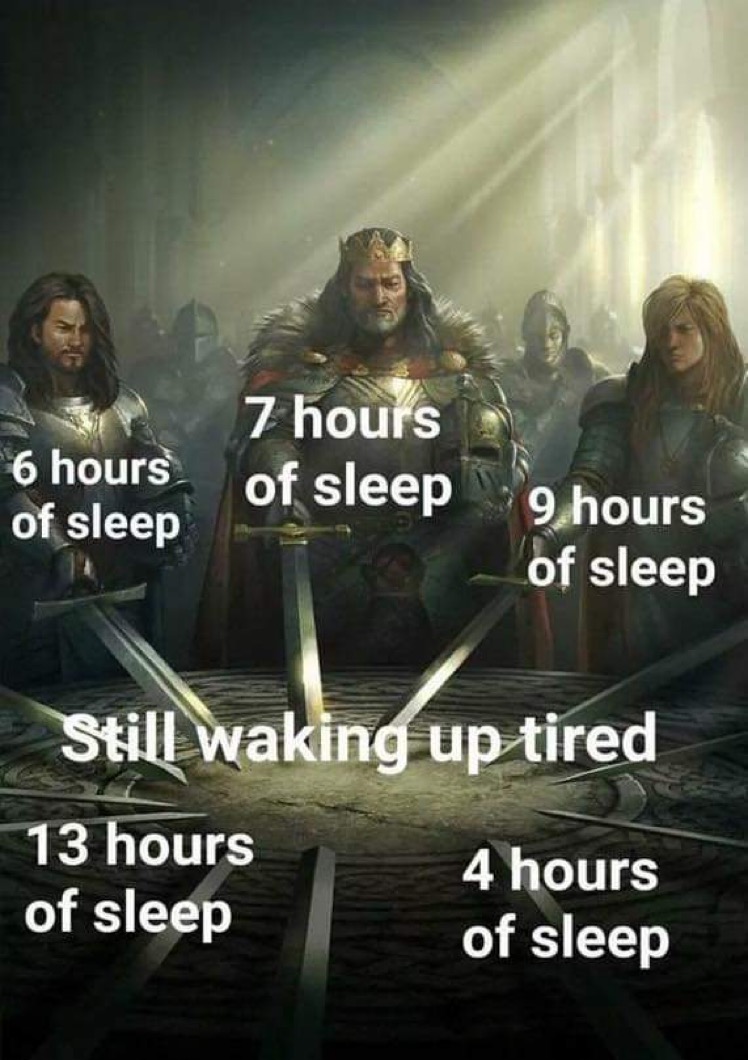 7 hours
of sleep
6 hours
of sleep
9 hours
of sleep
Still waking up tired
13 hours
of sleep
4 hours
of sleep